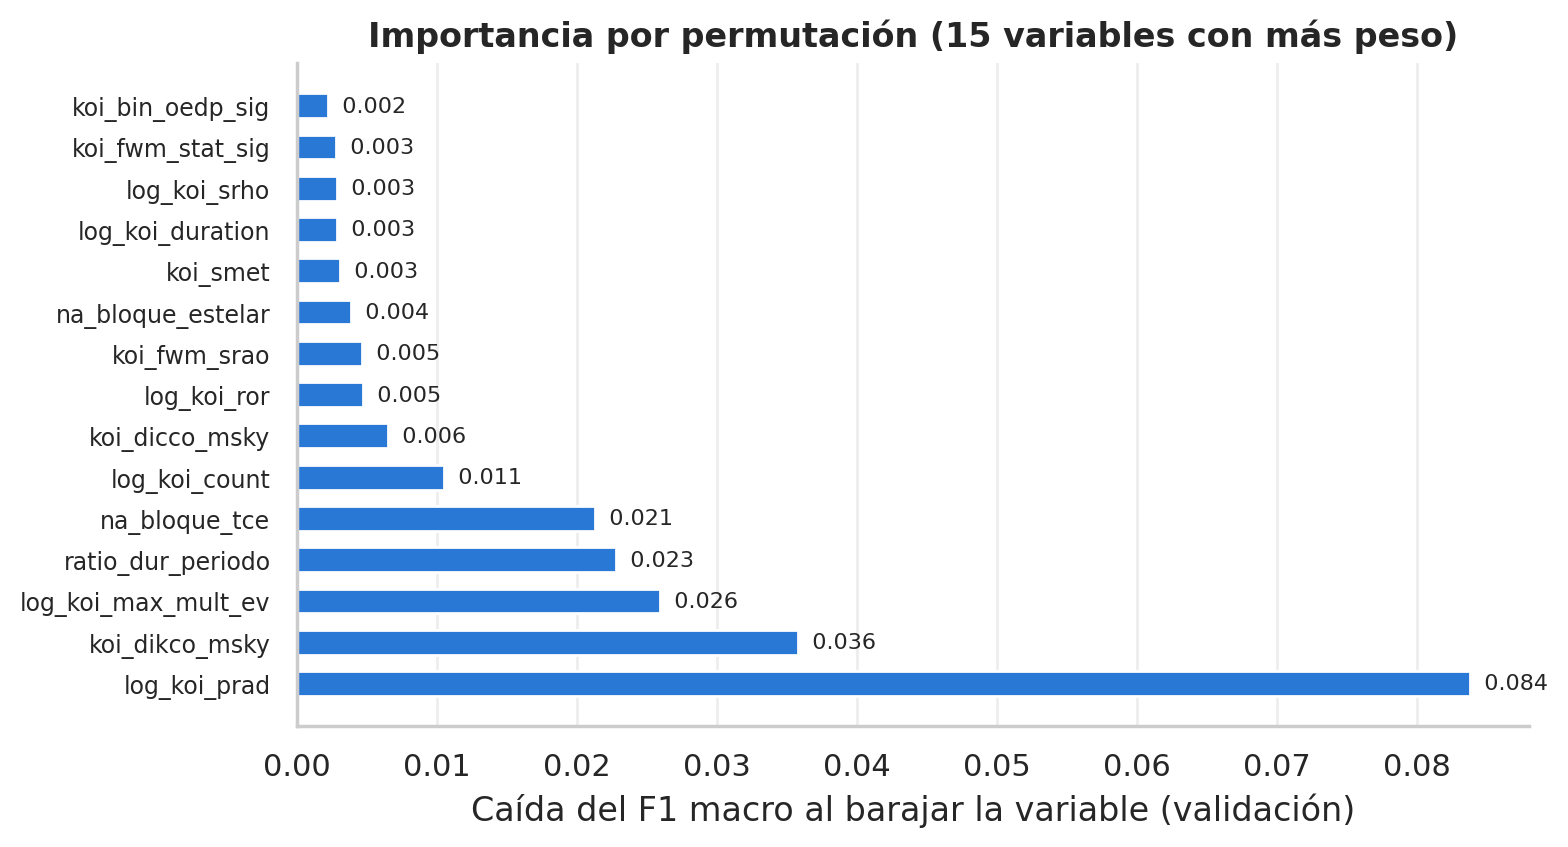 Importancia por permutación (15 variables con más peso)
koi_bin_oedp_sig 0.002
koi_fwm_stat_sig 0.003
log_koi_srho 0.003
log_koi_duration 0.003
koi_smet 0.003
na_bloque_estelar 0.004
koi_fwm_srao 0.005
log_koi_ror 0.005
koi_dicco_msky 0.006
log_koi_count 0.011
na_bloque_tce 0.021
ratio_dur_periodo 0.023
log_koi_max_mult_ev 0.026
koi_dikco_msky 0.036
log_koi_prad 0.084
0.00 0.01 0.02 0.03 0.04 0.05 0.06 0.07 0.08
Caída del F1 macro al barajar la variable (validación)